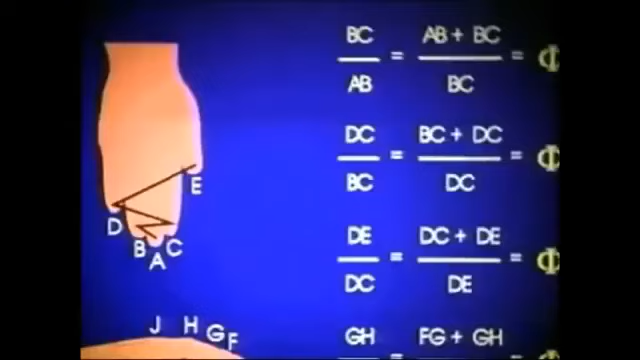 BC/AB = AB + BC/BC = Φ
DC/BC = BC + DC/DC = Φ
DE/DC = DC + DE/DE = Φ
GH = FG + GH
E
D
B
C
A
J H G F